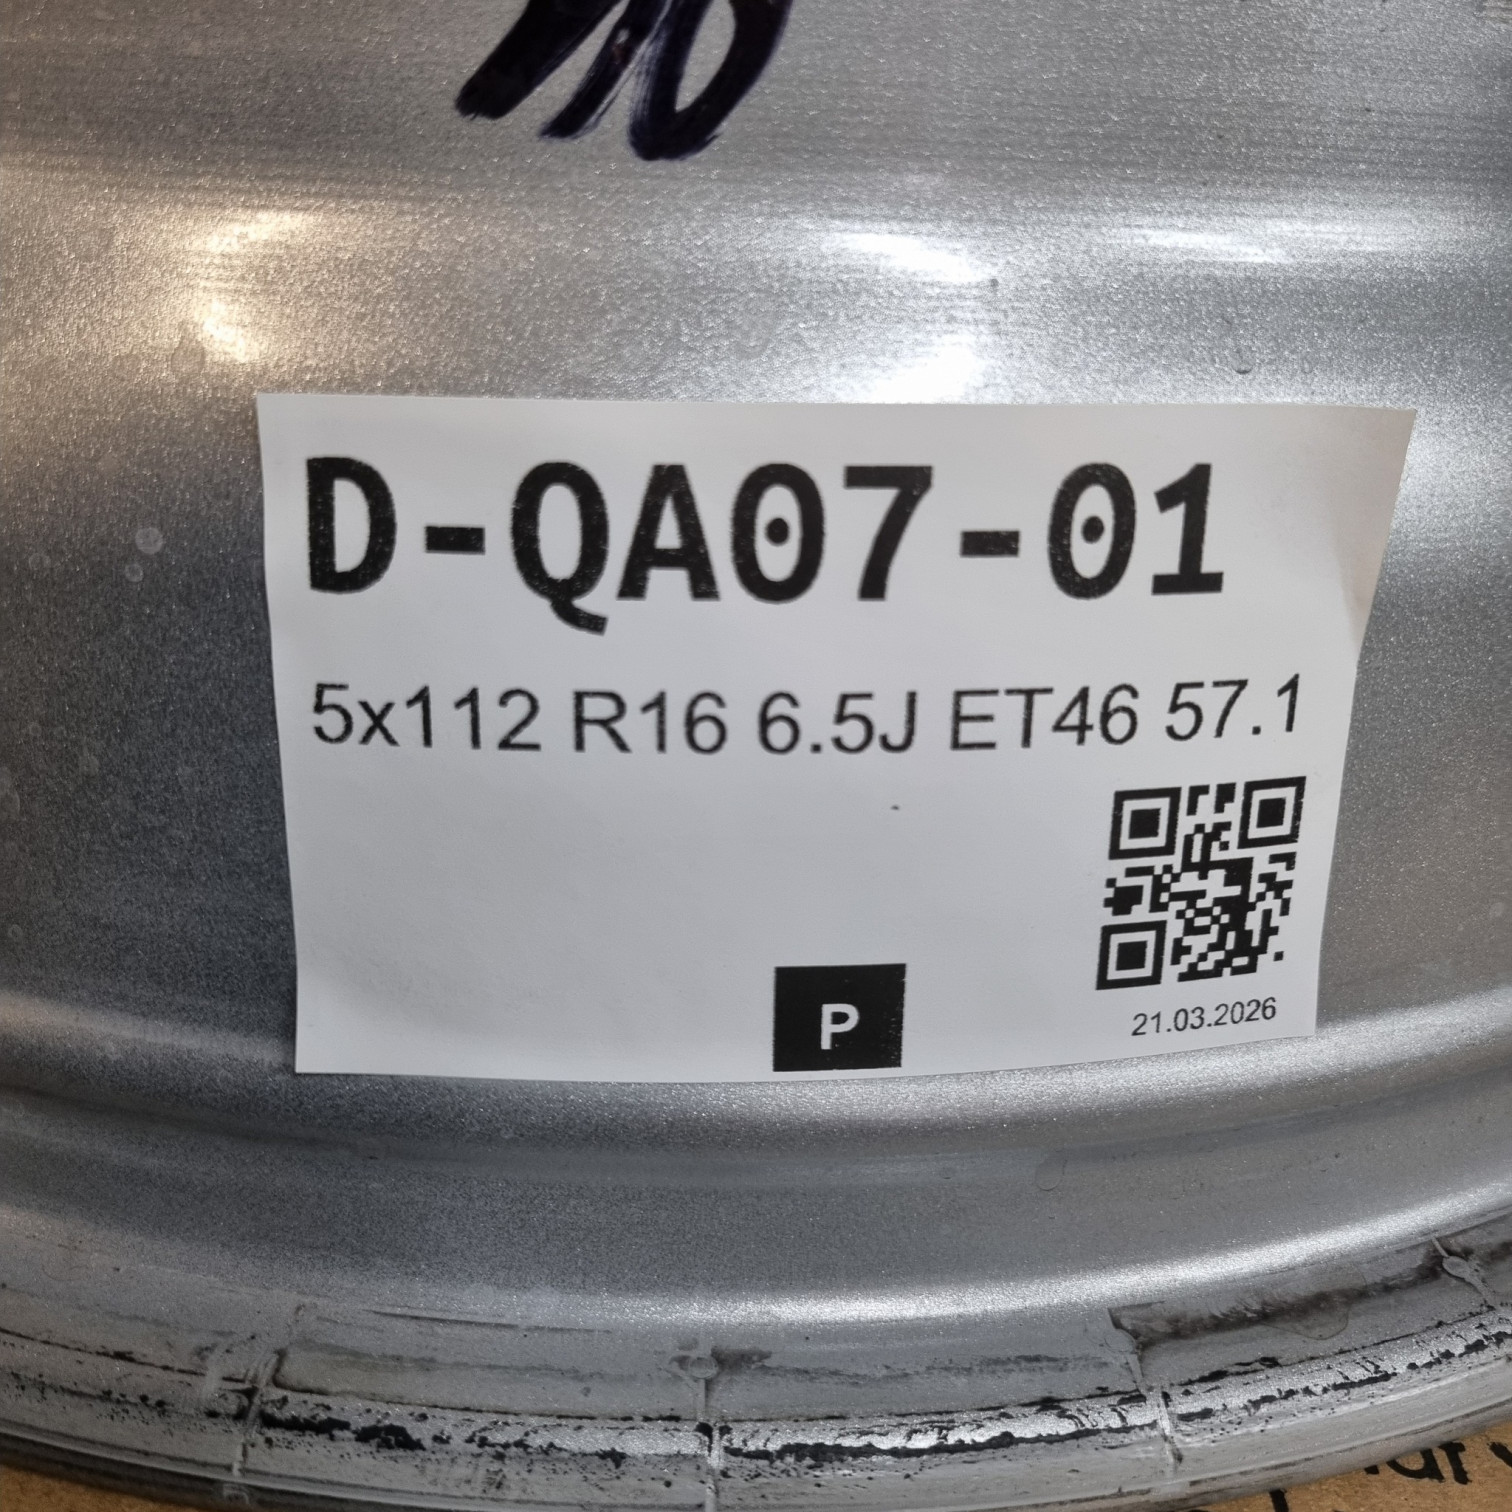 D-QA07-01
5x112 R16 6.5J ET46 57.1
P
21.03.2026